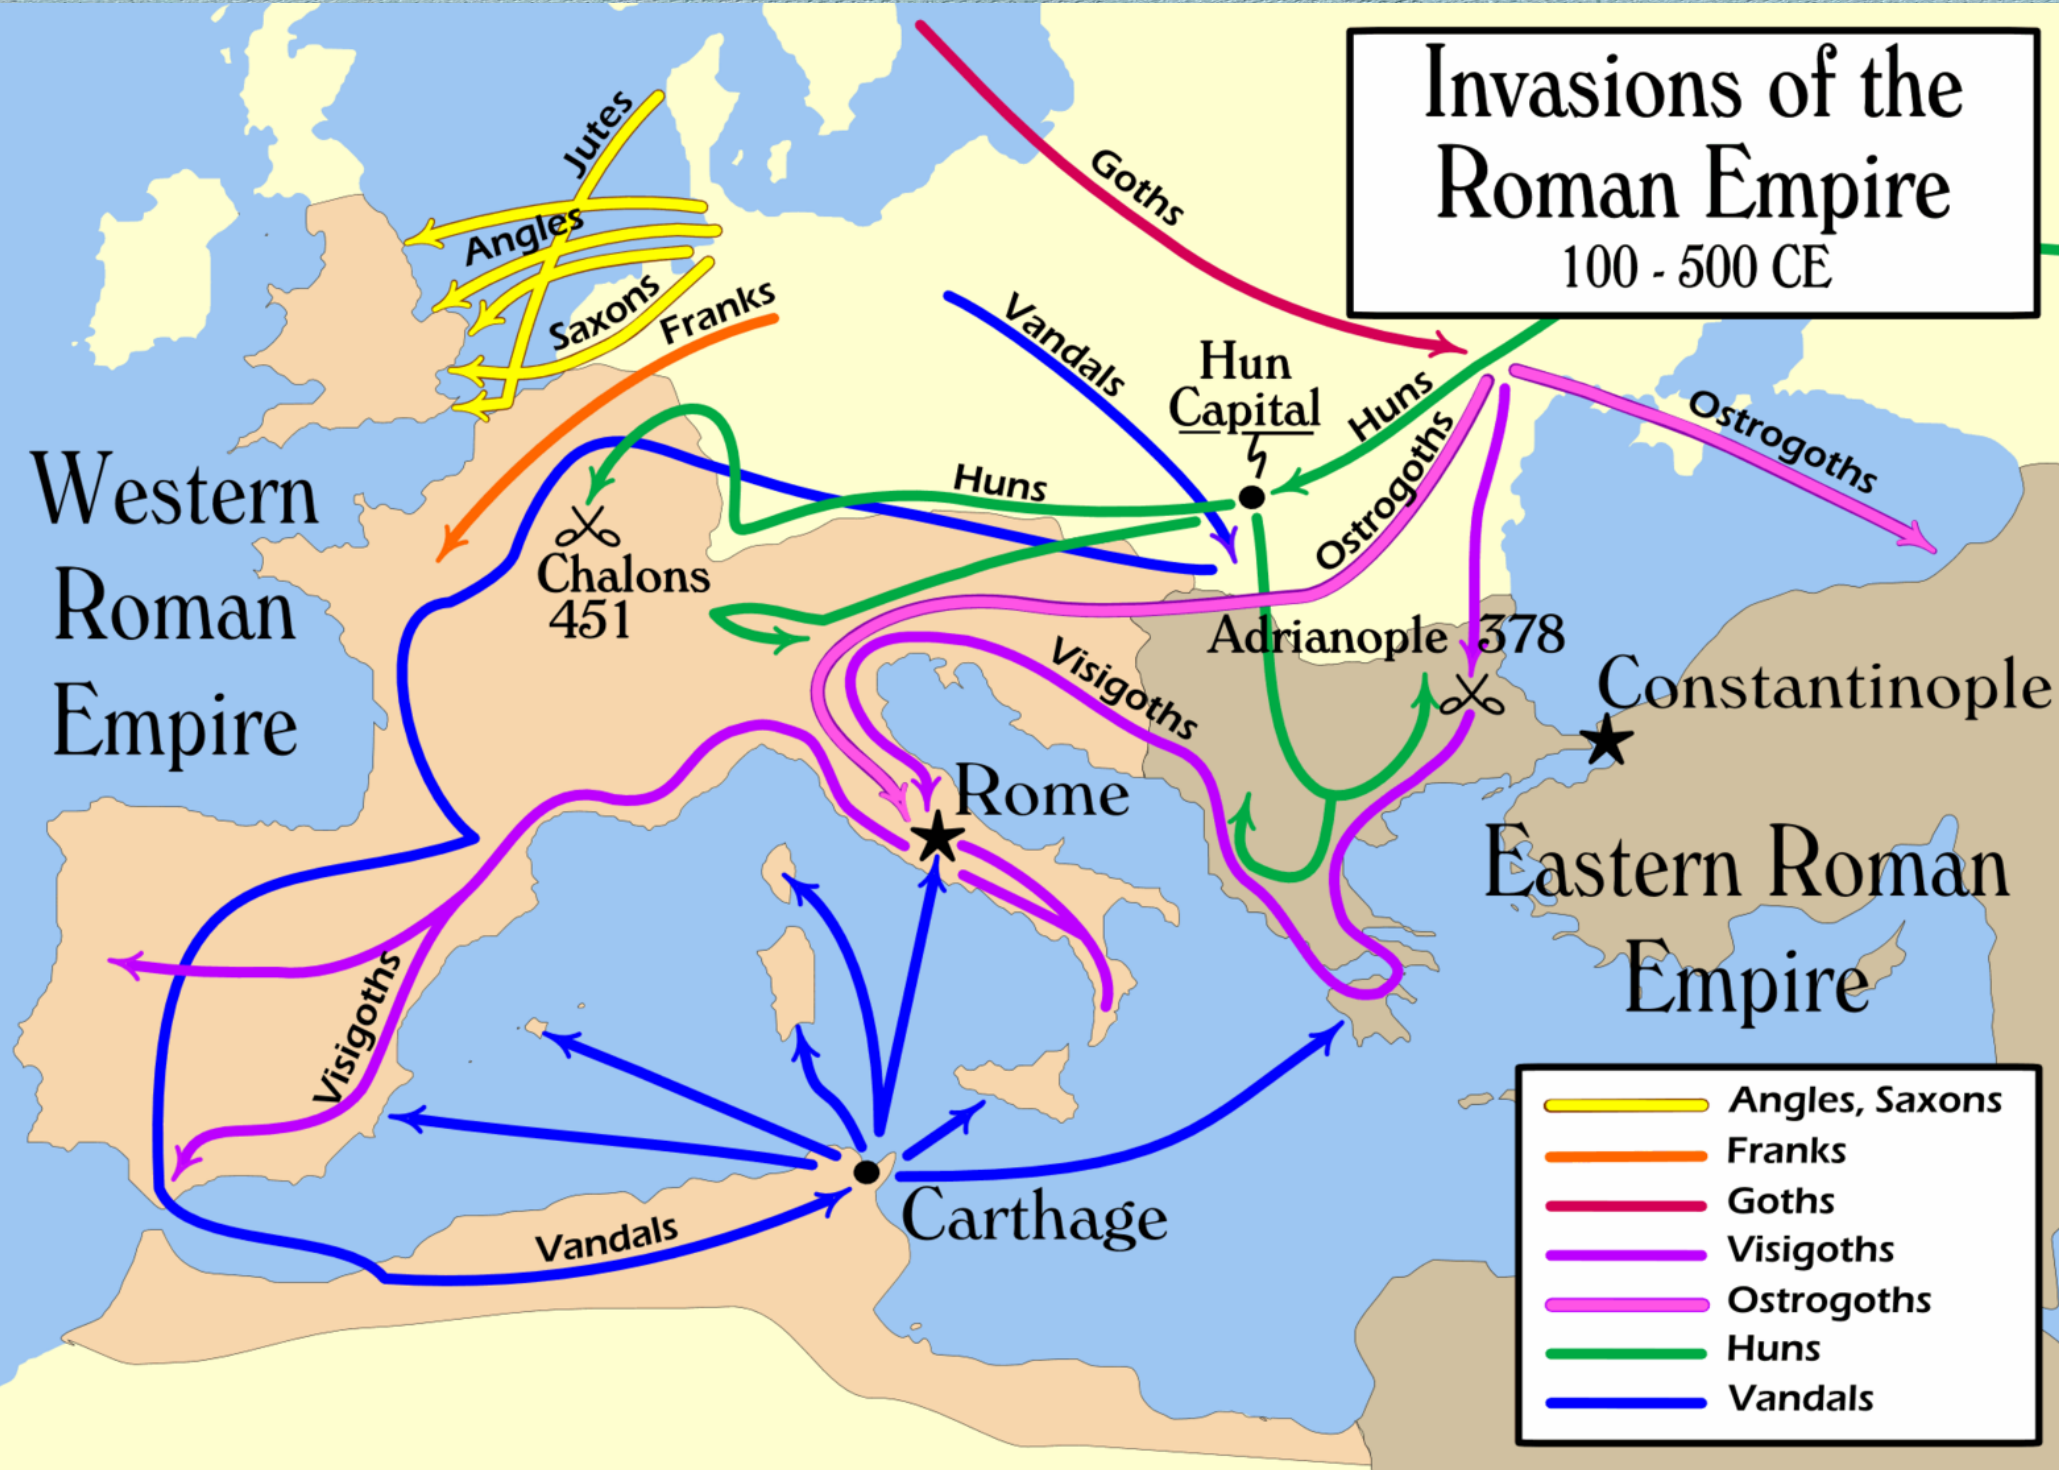 Invasions of the
Roman Empire
100 - 500 CE
Jutes
Angles
Saxons
Franks
Goths
Vandals
Hun
Capital
Huns
Ostrogoths
Ostrogoths
Huns
Western
Roman
Empire
Chalons
451
Adrianople 378
Visigoths
Constantinople
Rome
Eastern Roman
Empire
Visigoths
Carthage
Vandals
Angles, Saxons
Franks
Goths
Visigoths
Ostrogoths
Huns
Vandals